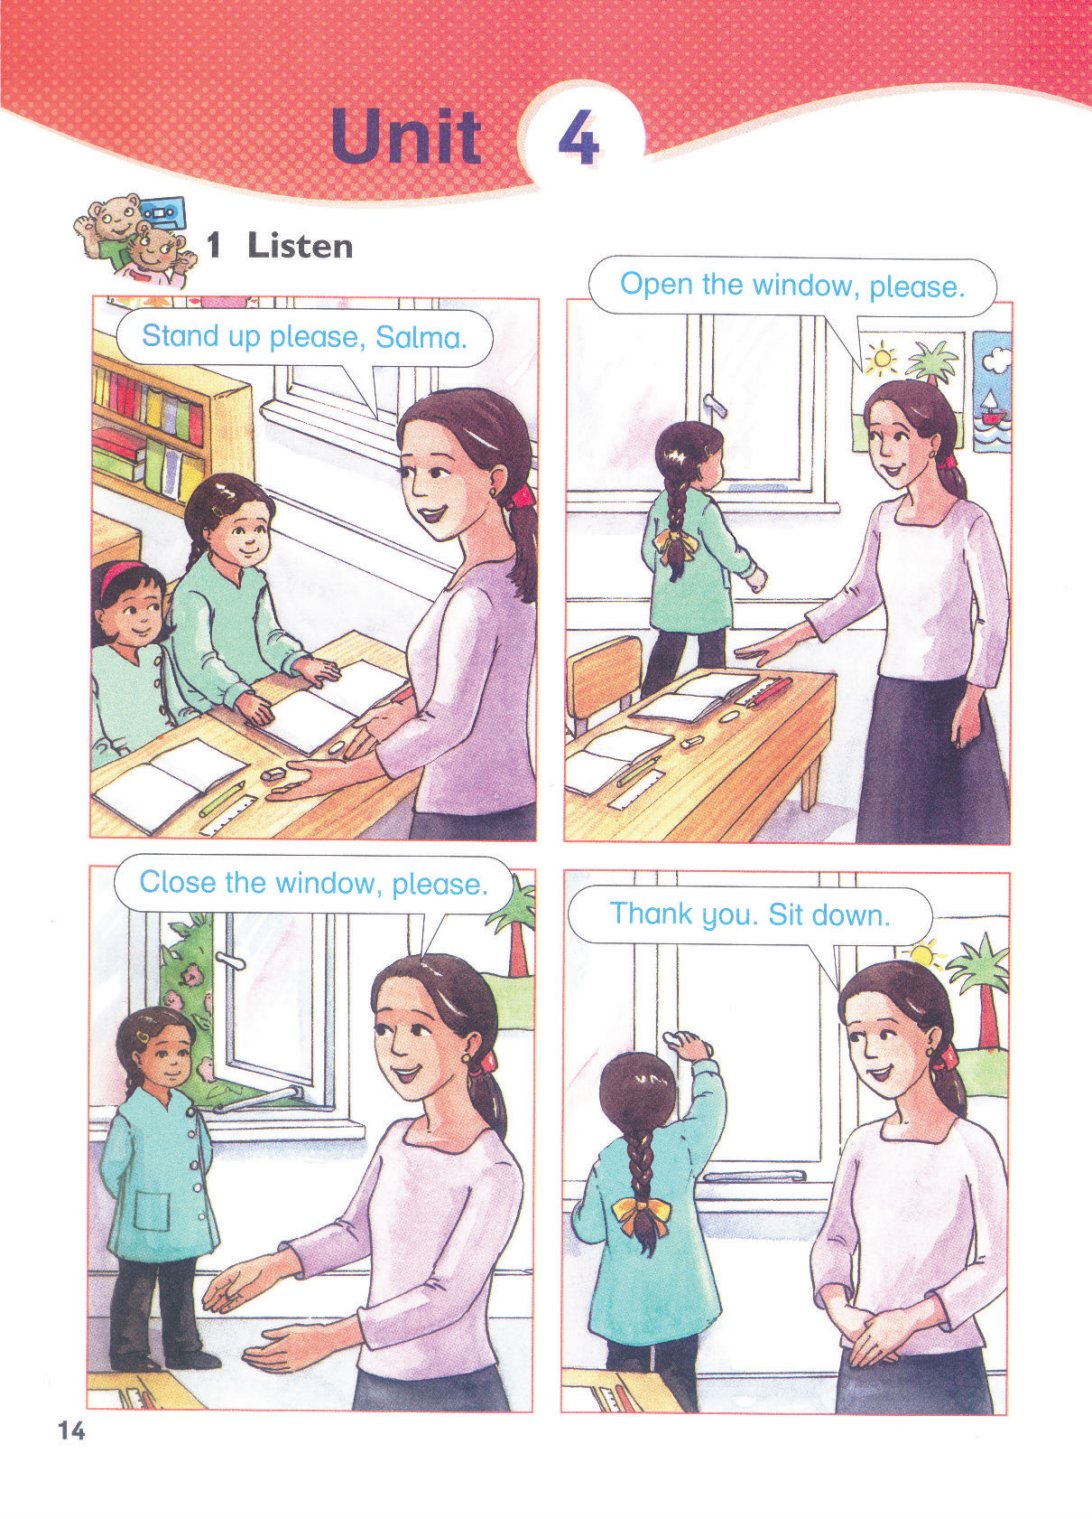 Unit 4
1 Listen
Stand up please, Salma.
Open the window, please.
Close the window, please.
Thank you. Sit down.
14